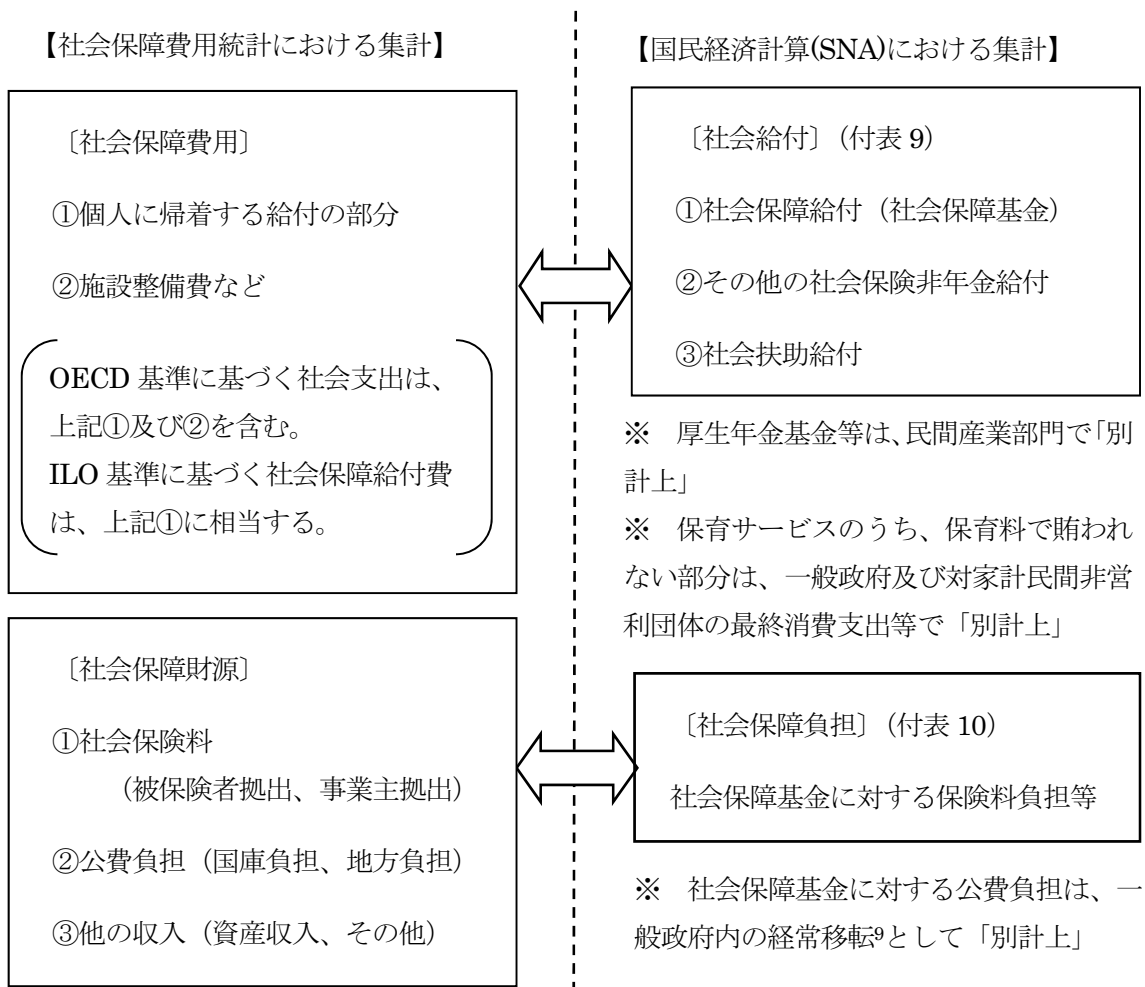 【社会保障費用統計における集計】
〔社会保障費用〕
①個人に帰着する給付の部分
②施設整備費など
OECD 基準に基づく社会支出は、
上記①及び②を含む。
ILO 基準に基づく社会保障給付費
は、上記①に相当する。
〔社会保障財源〕
①社会保険料
（被保険者拠出、事業主拠出）
②公費負担（国庫負担、地方負担）
③他の収入（資産収入、その他）
【国民経済計算(SNA)における集計】
〔社会給付〕（付表 9）
①社会保障給付（社会保障基金）
②その他の社会保険非年金給付
③社会扶助給付
※　厚生年金基金等は、民間産業部門で「別
計上」
※　保育サービスのうち、保育料で賄われ
ない部分は、一般政府及び対家計民間非営
利団体の最終消費支出等で「別計上」
〔社会保障負担〕（付表 10）
社会保障基金に対する保険料負担等
※　社会保障基金に対する公費負担は、一
般政府内の経常移転9として「別計上」